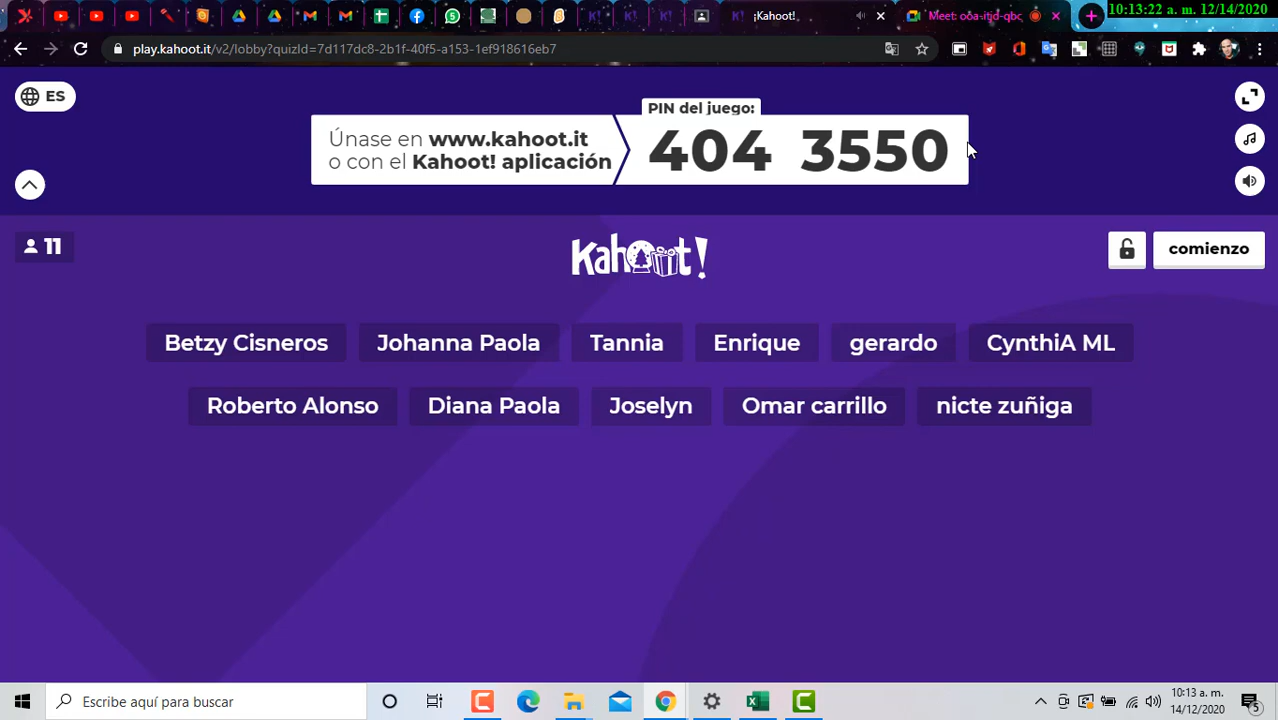 ¡Kahoot!
Meet: ooa-itjd-qbc
10:13:22 a. m. 12/14/2020
play.kahoot.it/v2/lobby?quizId=7d117dc8-2b1f-40f5-a153-1ef918616eb7
ES
PIN del juego:
Únase en www.kahoot.it
o con el Kahoot! aplicación
404 3550
11
Kahoot!
comienzo
Betzy Cisneros
Johanna Paola
Tannia
Enrique
gerardo
CynthiA ML
Roberto Alonso
Diana Paola
Joselyn
Omar carrillo
nicte zuñiga
Escribe aquí para buscar
10:13 a. m.
14/12/2020
5